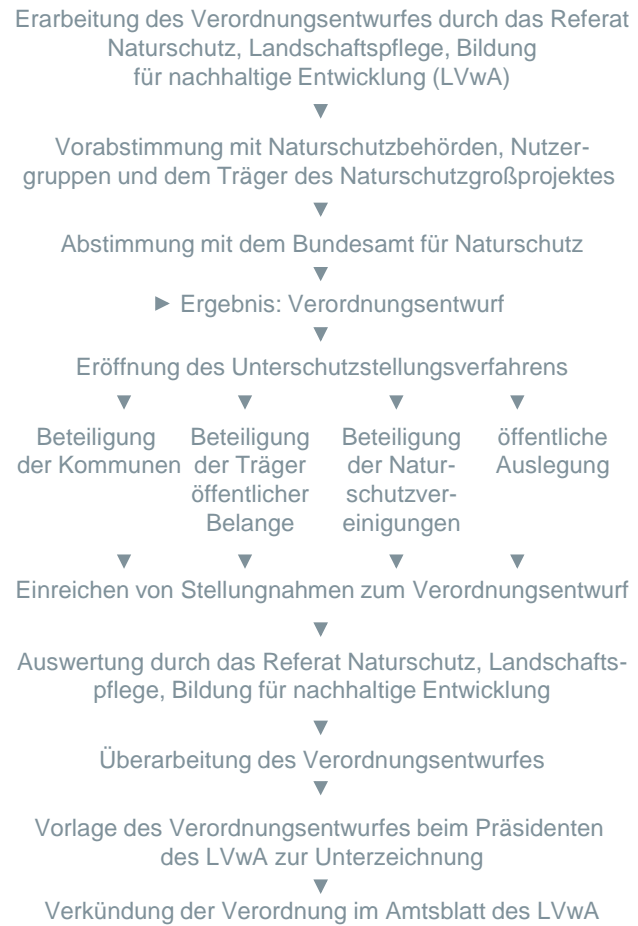 Erarbeitung des Verordnungsentwurfes durch das Referat
Naturschutz, Landschaftspflege, Bildung
für nachhaltige Entwicklung (LVwA)
▼
Vorabstimmung mit Naturschutzbehörden, Nutzer-
gruppen und dem Träger des Naturschutzgroßprojektes
▼
Abstimmung mit dem Bundesamt für Naturschutz
▼
► Ergebnis: Verordnungsentwurf
▼
Eröffnung des Unterschutzstellungsverfahrens
▼ ▼ ▼ ▼
Beteiligung
der Kommunen
Beteiligung
der Träger
öffentlicher
Belange
Beteiligung
der Natur-
schutzver-
einigungen
öffentliche
Auslegung
▼ ▼ ▼ ▼
Einreichen von Stellungnahmen zum Verordnungsentwurf
▼
Auswertung durch das Referat Naturschutz, Landschafts-
pflege, Bildung für nachhaltige Entwicklung
▼
Überarbeitung des Verordnungsentwurfes
▼
Vorlage des Verordnungsentwurfes beim Präsidenten
des LVwA zur Unterzeichnung
▼
Verkündung der Verordnung im Amtsblatt des LVwA